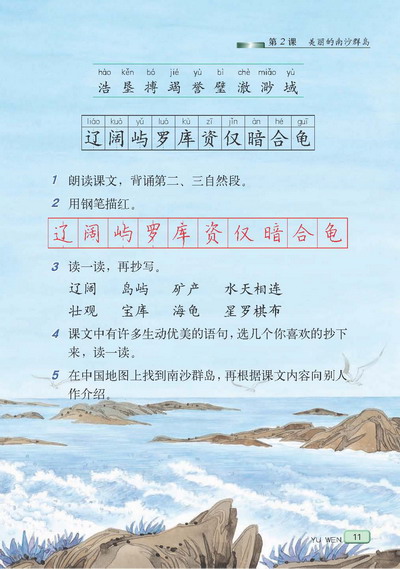 第2课 美丽的南沙群岛
hào kěn bó jié yù bì chè miǎo yù
浩 垦 搏 竭 誉 璧 澈 渺 域
liáo kuò yǔ luó kù zī jǐn àn hé guī
辽 阔 屿 罗 库 资 仅 暗 合 龟
1 朗读课文，背诵第二、三自然段。
2 用钢笔描红。
辽 阔 屿 罗 库 资 仅 暗 合 龟
3 读一读，再抄写。
辽阔 岛屿 矿产 水天相连
壮观 宝库 海龟 星罗棋布
4 课文中有许多生动优美的语句，选几个你喜欢的抄下
来，读一读。
5 在中国地图上找到南沙群岛，再根据课文内容向别人
作介绍。
YU WEN 11